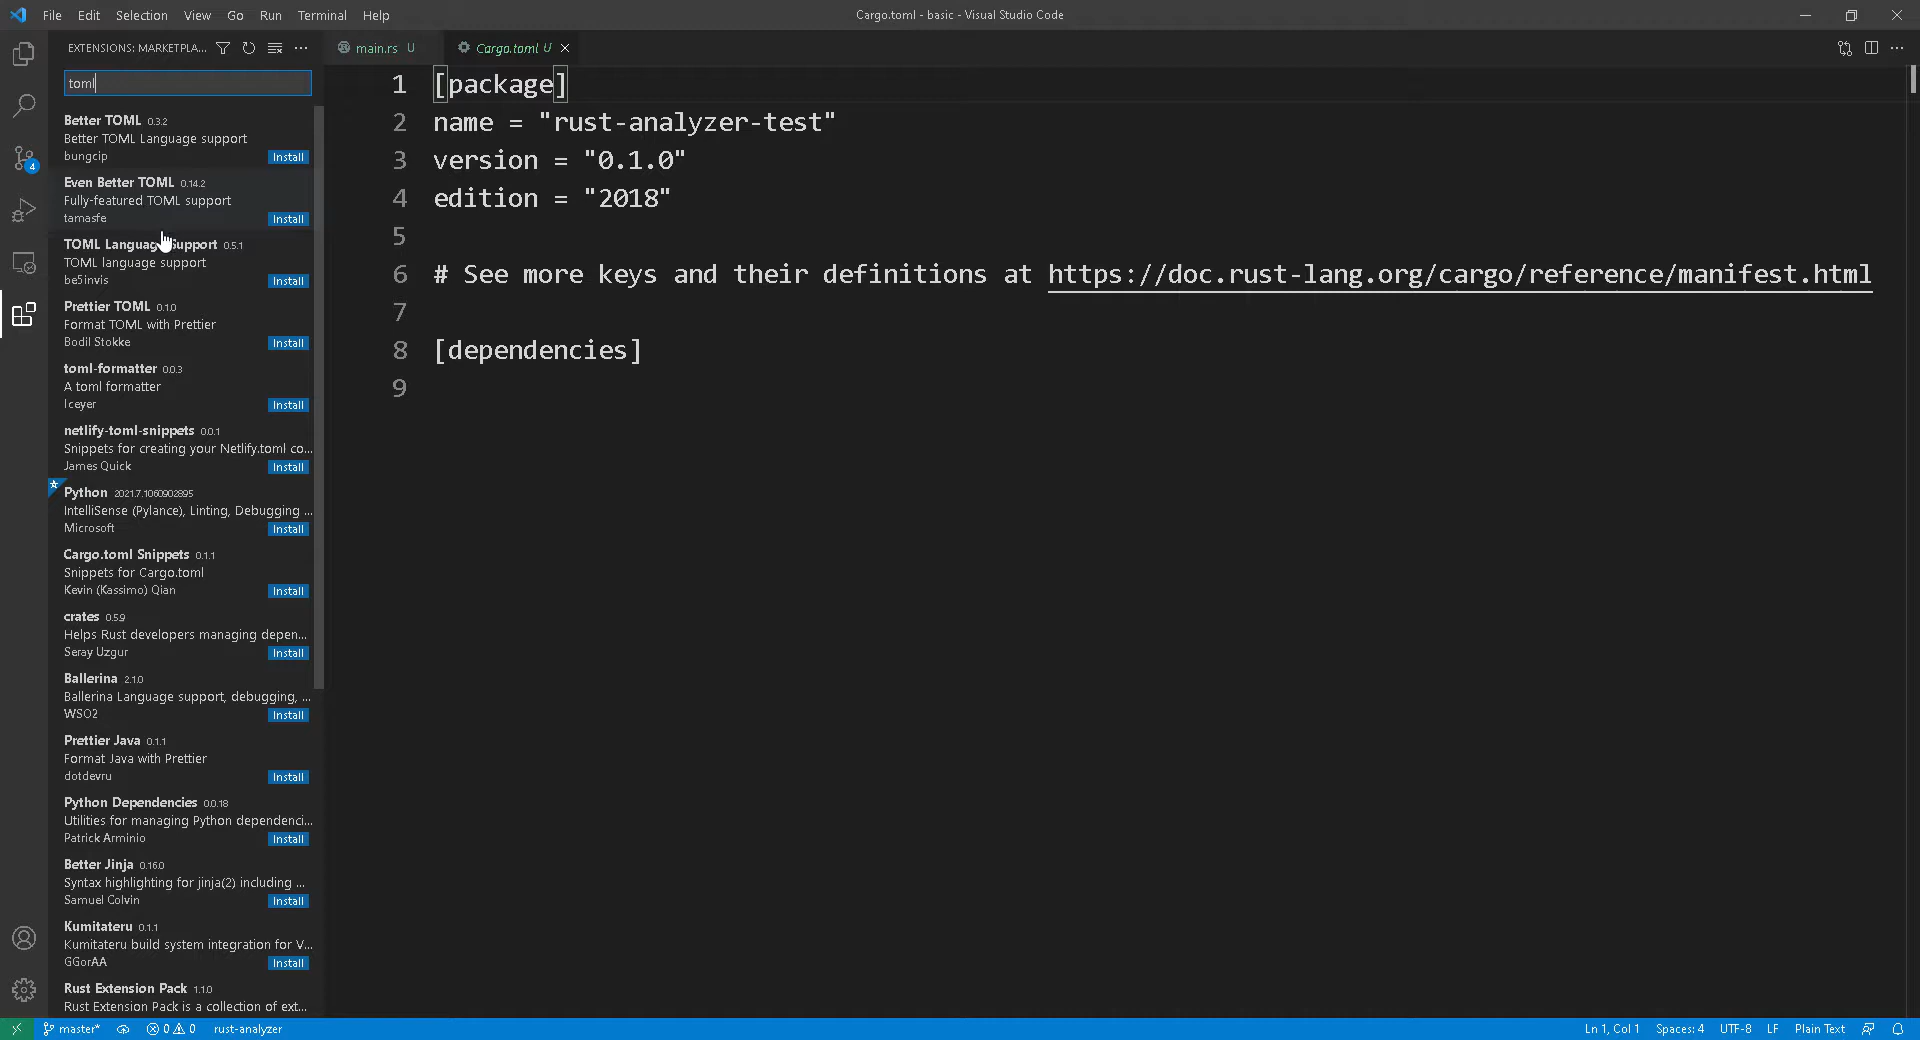 File Edit Selection View Go Run Terminal Help
Cargo.toml - basic - Visual Studio Code
EXTENSIONS: MARKETPLA...
toml
Better TOML 0.3.2
Better TOML Language support
bungcip Install
Even Better TOML 0.14.2
Fully-featured TOML support
tamasfe Install
TOML Language Support 0.5.1
TOML language support
be5invis Install
Prettier TOML 0.1.0
Format TOML with Prettier
Bodil Stokke Install
toml-formatter 0.0.3
A toml formatter
Iceyer Install
netlify-toml-snippets 0.0.1
Snippets for creating your Netlify.toml co...
James Quick Install
Python 2021.7.1060902895
IntelliSense (Pylance), Linting, Debugging ...
Microsoft Install
Cargo.toml Snippets 0.1.1
Snippets for Cargo.toml
Kevin (Kassimo) Qian Install
crates 0.5.9
Helps Rust developers managing depen...
Seray Uzgur Install
Ballerina 2.1.0
Ballerina Language support, debugging, ...
WSO2 Install
Prettier Java 0.1.1
Format Java with Prettier
dotdevru Install
Python Dependencies 0.0.18
Utilities for managing Python dependenci...
Patrick Arminio Install
Better Jinja 0.16.0
Syntax highlighting for jinja(2) including ...
Samuel Colvin Install
Kumitateru 0.1.1
Kumitateru build system integration for V...
GGorAA Install
Rust Extension Pack 1.1.0
Rust Extension Pack is a collection of ext...
4
main.rs U Cargo.toml U
1 [package]
2 name = "rust-analyzer-test"
3 version = "0.1.0"
4 edition = "2018"
5
6 # See more keys and their definitions at https://doc.rust-lang.org/cargo/reference/manifest.html
7
8 [dependencies]
9
master* 0 0 rust-analyzer
Ln 1, Col 1 Spaces: 4 UTF-8 LF Plain Text